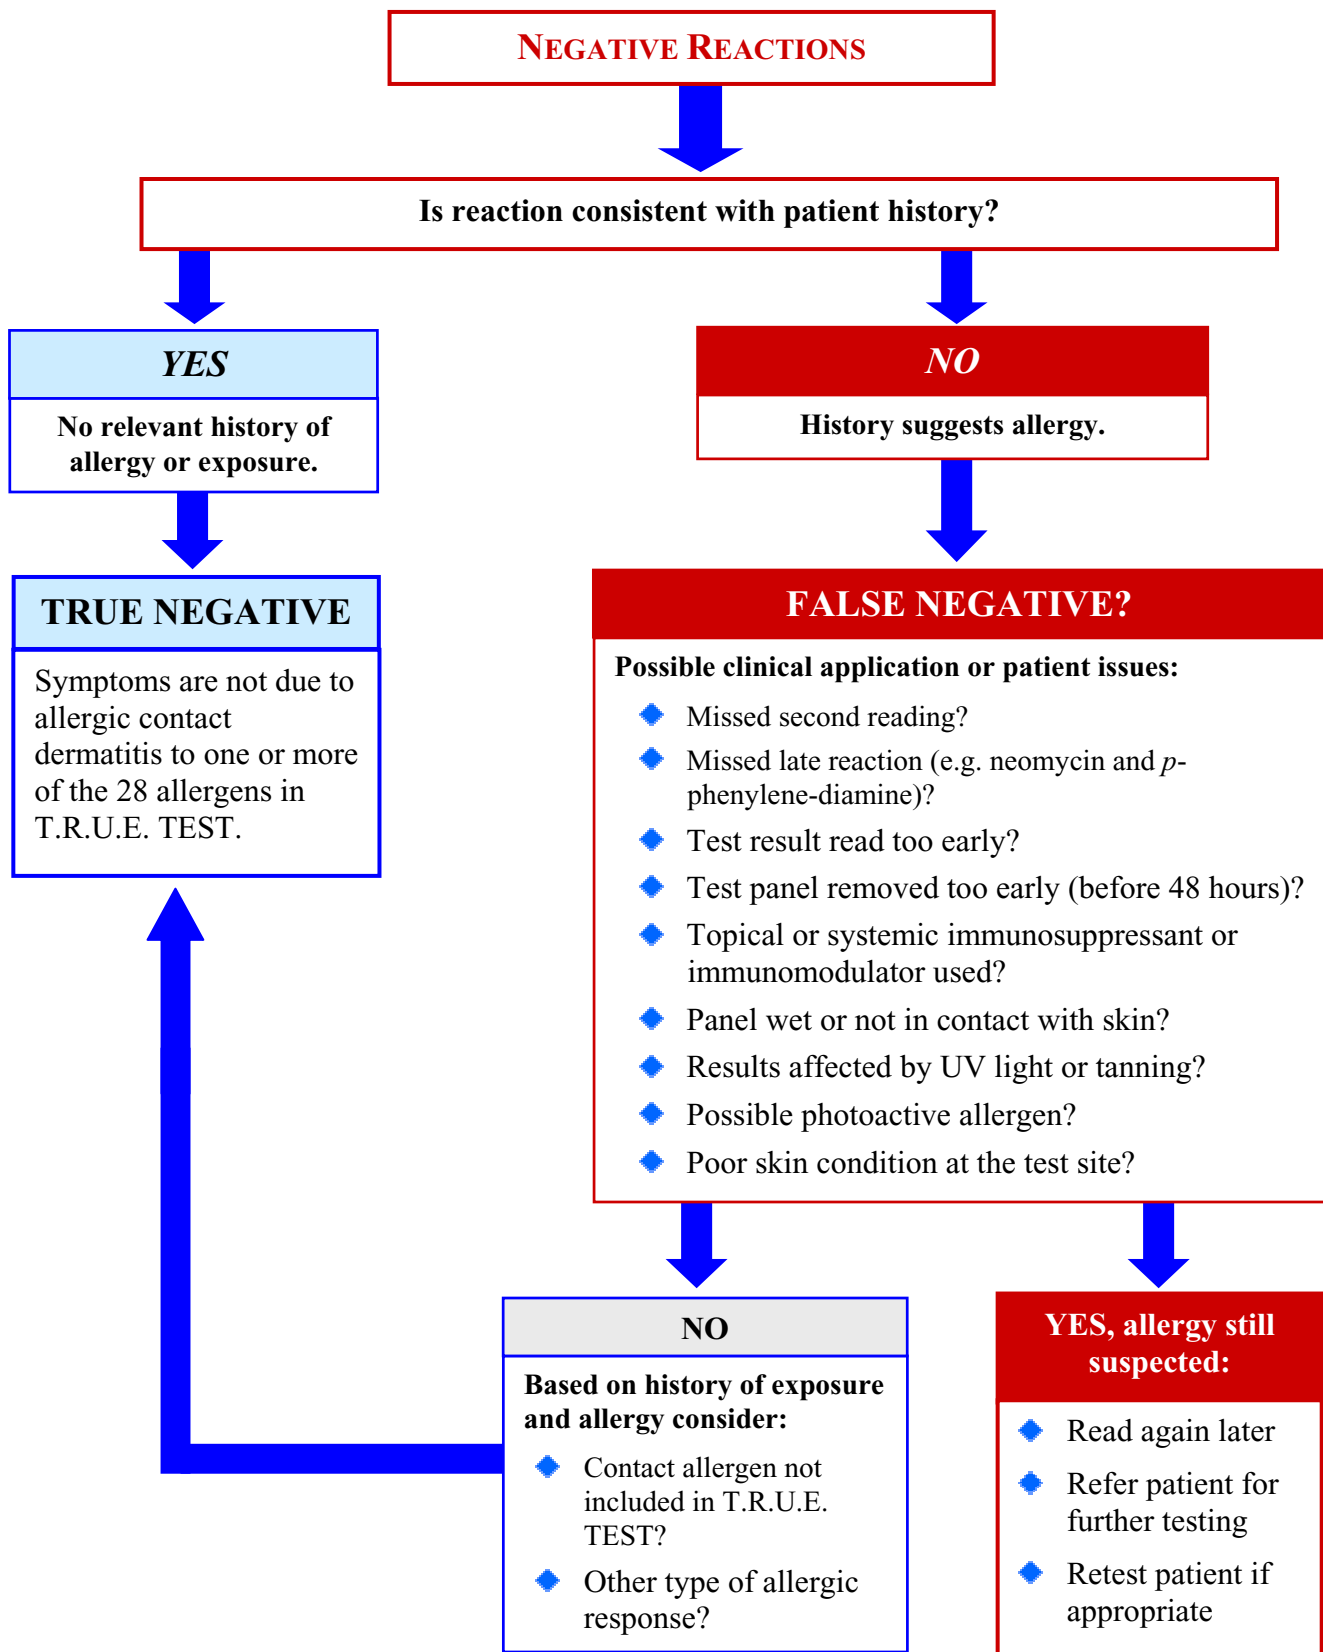 NEGATIVE REACTIONS
Is reaction consistent with patient history?
YES
No relevant history of
allergy or exposure.
TRUE NEGATIVE
Symptoms are not due to
allergic contact
dermatitis to one or more
of the 28 allergens in
T.R.U.E. TEST.
NO
History suggests allergy.
FALSE NEGATIVE?
Possible clinical application or patient issues:
Missed second reading?
Missed late reaction (e.g. neomycin and p-
phenylene-diamine)?
Test result read too early?
Test panel removed too early (before 48 hours)?
Topical or systemic immunosuppressant or
immunomodulator used?
Panel wet or not in contact with skin?
Results affected by UV light or tanning?
Possible photoactive allergen?
Poor skin condition at the test site?
NO
Based on history of exposure
and allergy consider:
Contact allergen not
included in T.R.U.E.
TEST?
Other type of allergic
response?
YES, allergy still
suspected:
Read again later
Refer patient for
further testing
Retest patient if
appropriate